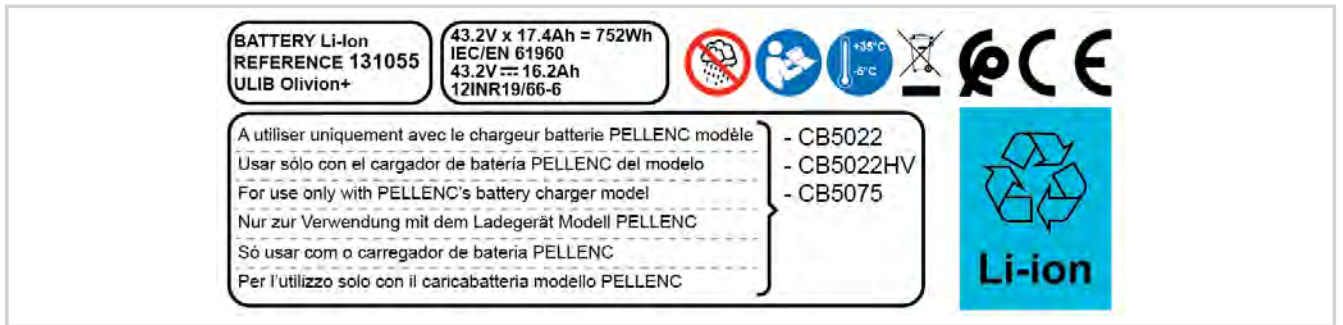 BATTERY Li-Ion
REFERENCE 131055
ULIB Olivion+
43.2V x 17.4Ah = 752Wh
IEC/EN 61960
43.2V ⎓ 16.2Ah
12INR19/66-6
+35°C
-5°C
CE
A utiliser uniquement avec le chargeur batterie PELLENC modèle
Usar sólo con el cargador de batería PELLENC del modelo
For use only with PELLENC's battery charger model
Nur zur Verwendung mit dem Ladegerät Modell PELLENC
Só usar com o carregador de bateria PELLENC
Per l'utilizzo solo con il caricabatteria modello PELLENC
- CB5022
- CB5022HV
- CB5075
Li-ion